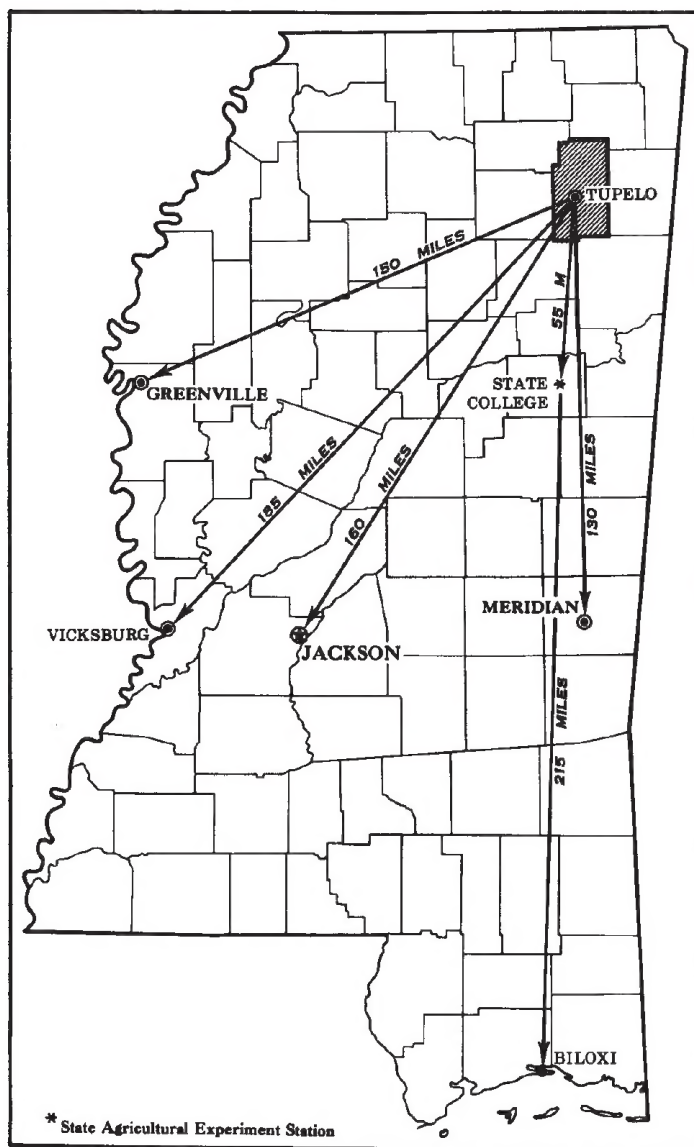 TUPELO
150 MILES
55 M
GREENVILLE
STATE
COLLEGE *
185 MILES
160 MILES
130 MILES
MERIDIAN
VICKSBURG
JACKSON
215 MILES
BILOXI
* State Agricultural Experiment Station